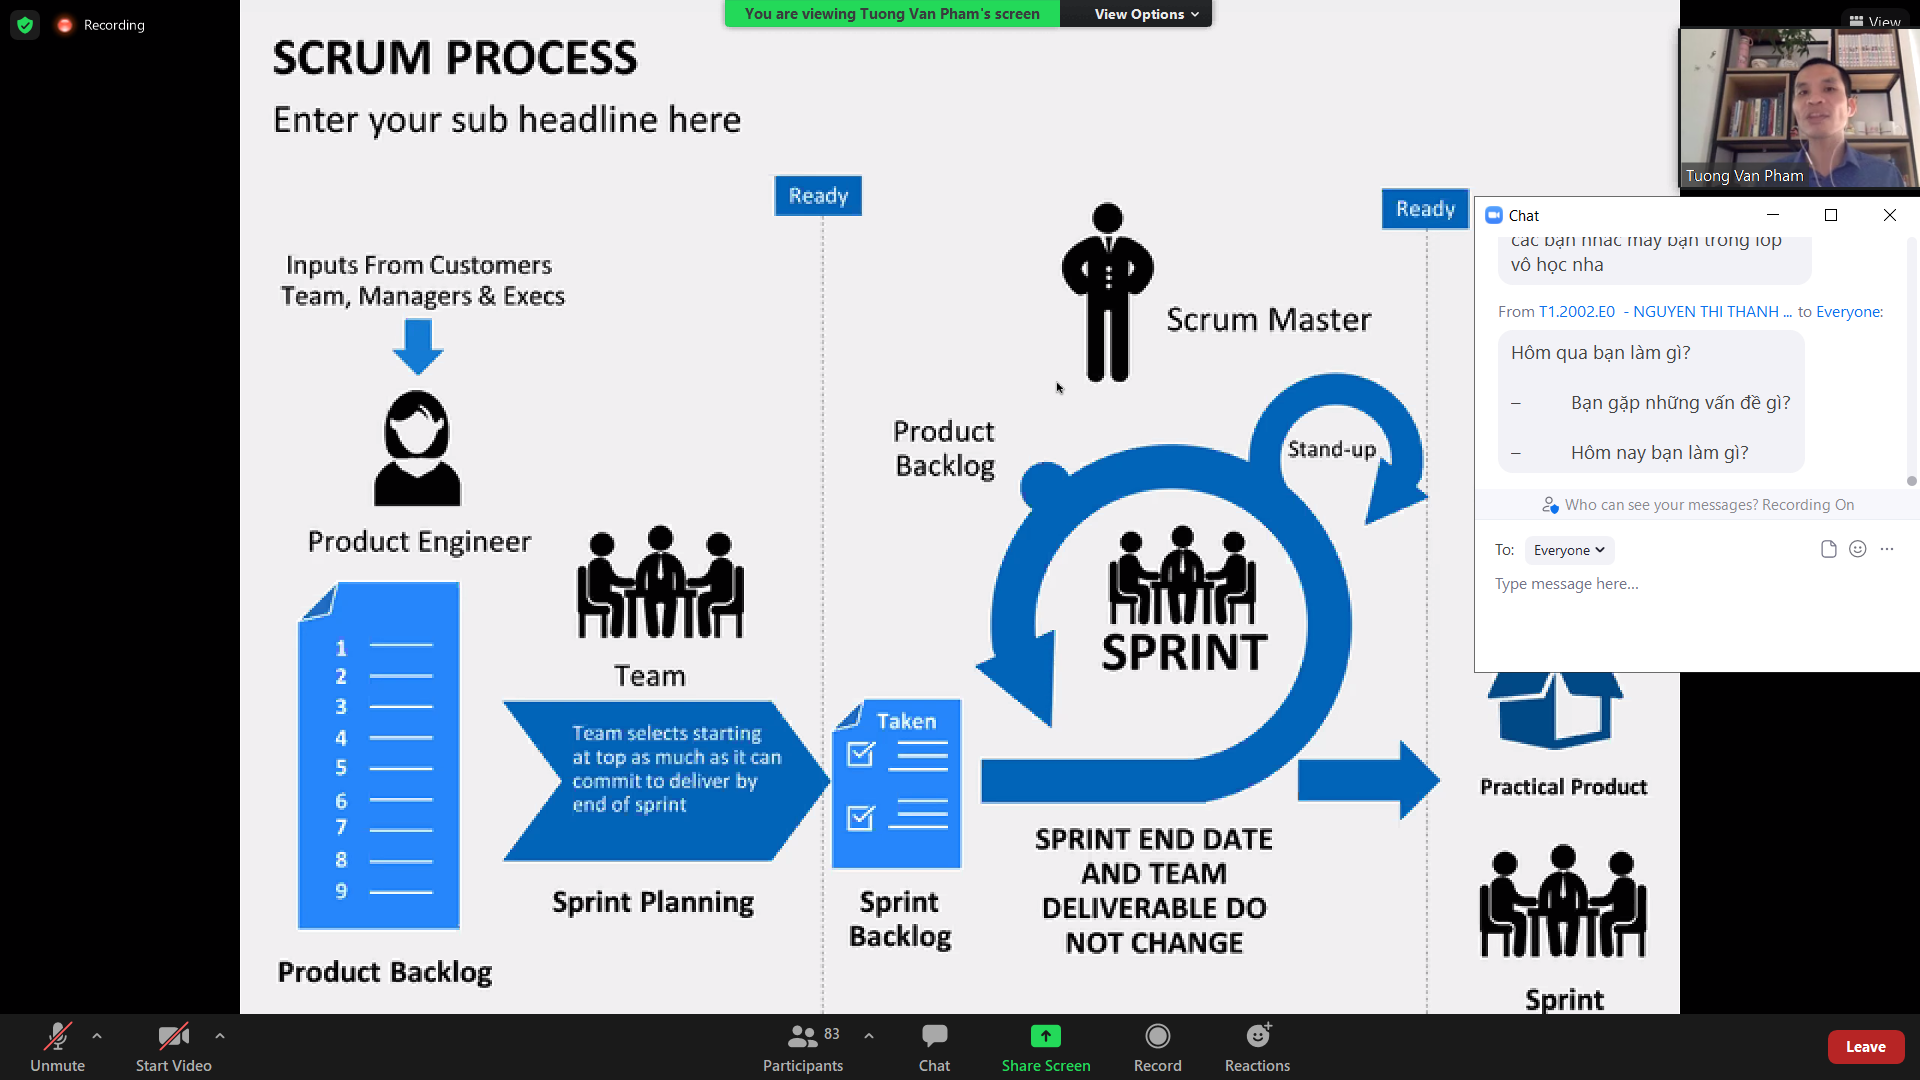 Recording
You are viewing Tuong Van Pham's screen
View Options
View
SCRUM PROCESS
Enter your sub headline here
Ready
Ready
Inputs From Customers
Team, Managers & Execs
Scrum Master
Product
Backlog
Stand-up
Product Engineer
SPRINT
Team
1
2
3
4
5
6
7
8
9
Team selects starting
at top as much as it can
commit to deliver by
end of sprint
Taken
Practical Product
SPRINT END DATE
AND TEAM
DELIVERABLE DO
NOT CHANGE
Sprint Planning
Sprint
Backlog
Product Backlog
Sprint
Tuong Van Pham
Chat
các bạn nhắc mấy bạn trong lớp
vô học nha
From T1.2002.E0 - NGUYEN THI THANH ... to Everyone:
Hôm qua bạn làm gì?
– Bạn gặp những vấn đề gì?
– Hôm nay bạn làm gì?
Who can see your messages? Recording On
To: Everyone
Type message here...
Unmute
Start Video
83
Participants
Chat
Share Screen
Record
Reactions
Leave